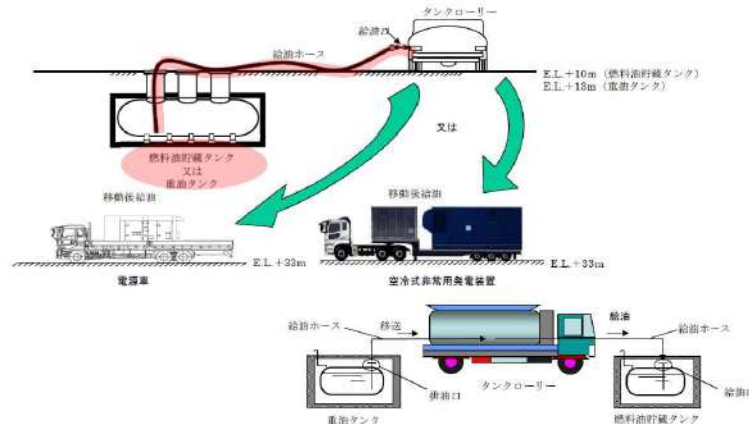 タンクローリー
給油口
給油ホース
E.L.+10m（燃料油貯蔵タンク）
E.L.+13m（重油タンク）
又は
燃料油貯蔵タンク
又は
重油タンク
移動後給油
移動後給油
E.L.+33m
E.L.+33m
電源車
空冷式非常用発電装置
給油ホース
移送
給油
給油ホース
排油口
タンクローリー
給油口
重油タンク
燃料油貯蔵タンク